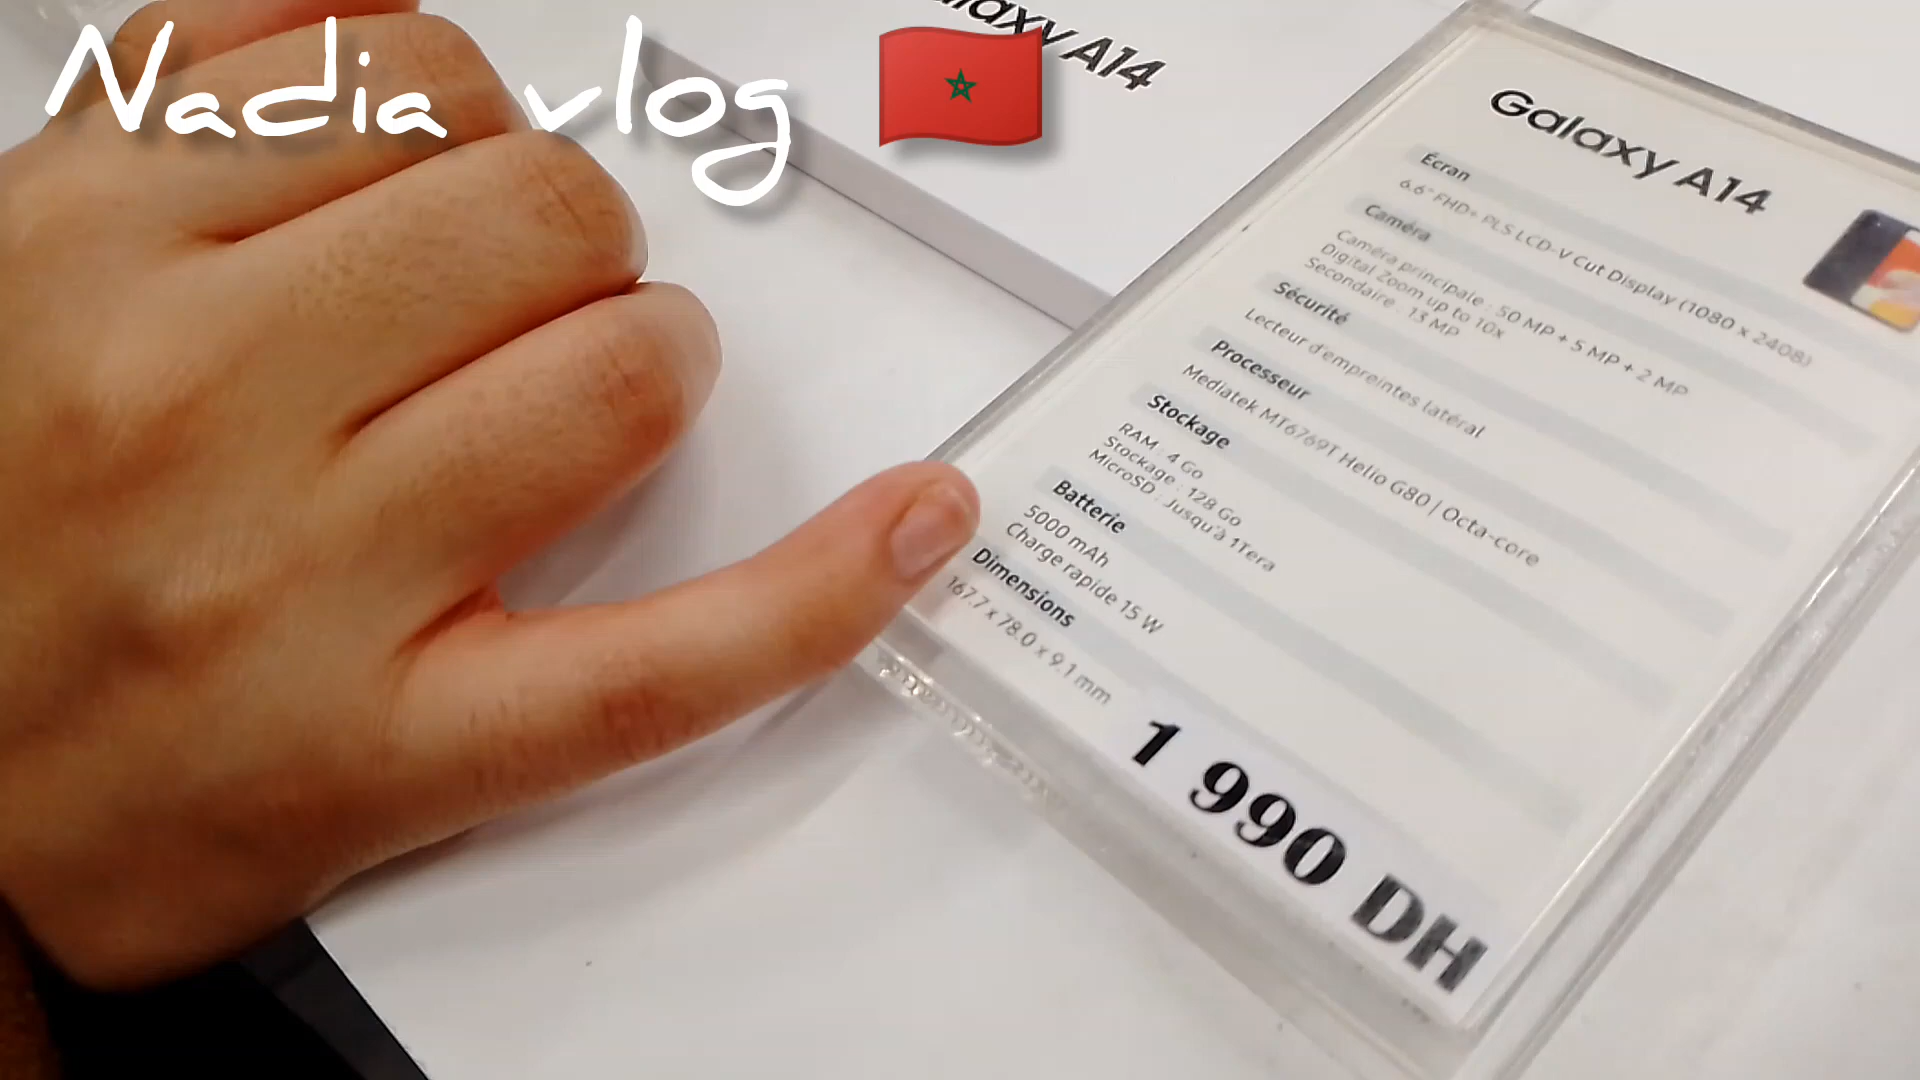 Nadia vlog
Galaxy A14
Galaxy A14
Écran
6.6" FHD+ PLS LCD-V Cut Display (1080 x 2408)
Caméra
Caméra principale : 50 MP + 5 MP + 2 MP
Digital Zoom up to 10x
Secondaire : 13 MP
Sécurité
Lecteur d'empreintes latéral
Processeur
Mediatek MT6769T Helio G80 | Octa-core
Stockage
RAM : 4 Go
Stockage : 128 Go
MicroSD : Jusqu'à 1Tera
Batterie
5000 mAh
Charge rapide 15 W
Dimensions
167.7 x 78.0 x 9.1 mm
1 990 DH